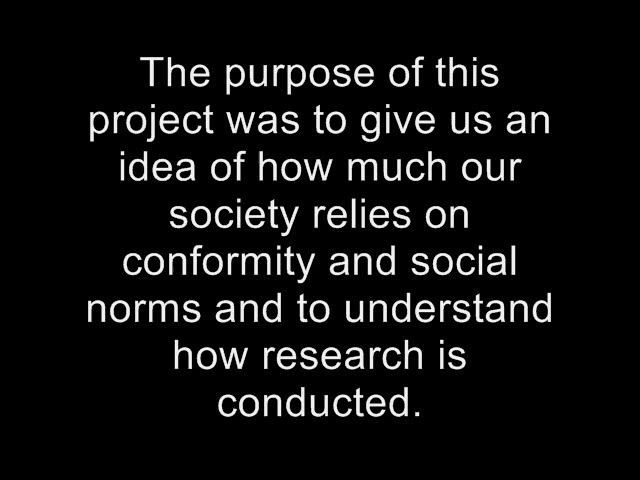 The purpose of this
project was to give us an
idea of how much our
society relies on
conformity and social
norms and to understand
how research is
conducted.